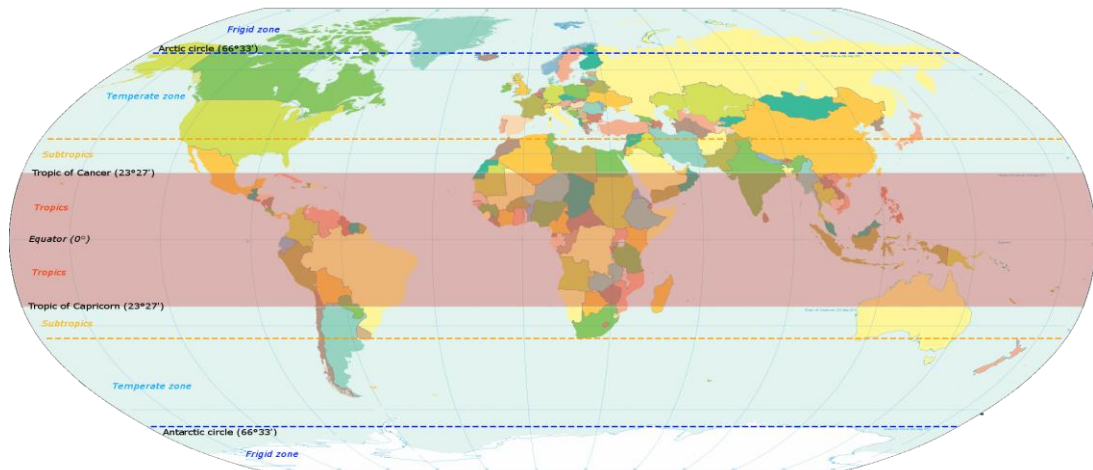 Frigid zone
Arctic circle (66°33′)
Temperate zone
Subtropics
Tropic of Cancer (23°27′)
Tropics
Equator (0°)
Tropics
Tropic of Capricorn (23°27′)
Subtropics
Temperate zone
Antarctic circle (66°33′)
Frigid zone